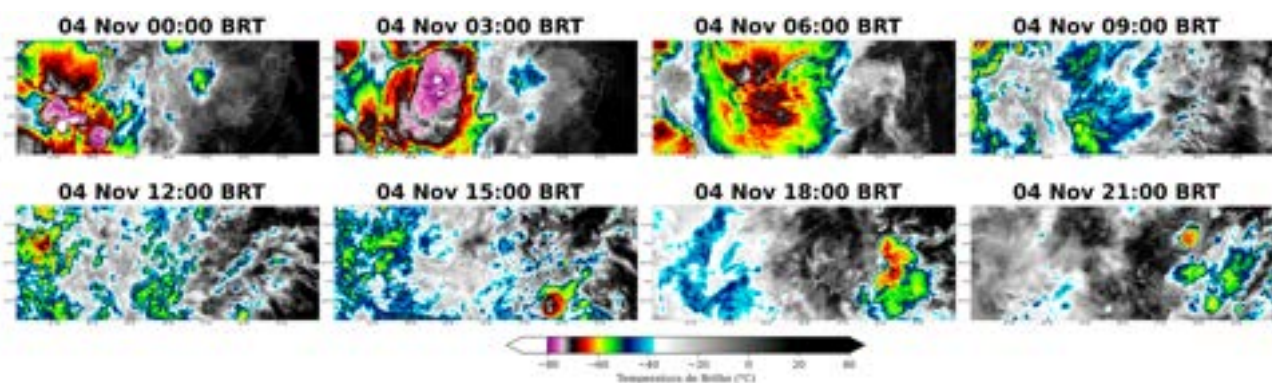 04 Nov 00:00 BRT
04 Nov 03:00 BRT
04 Nov 06:00 BRT
04 Nov 09:00 BRT
04 Nov 12:00 BRT
04 Nov 15:00 BRT
04 Nov 18:00 BRT
04 Nov 21:00 BRT
−80 −60 −40 −20 0 20 40
Temperatura de Brilho (°C)